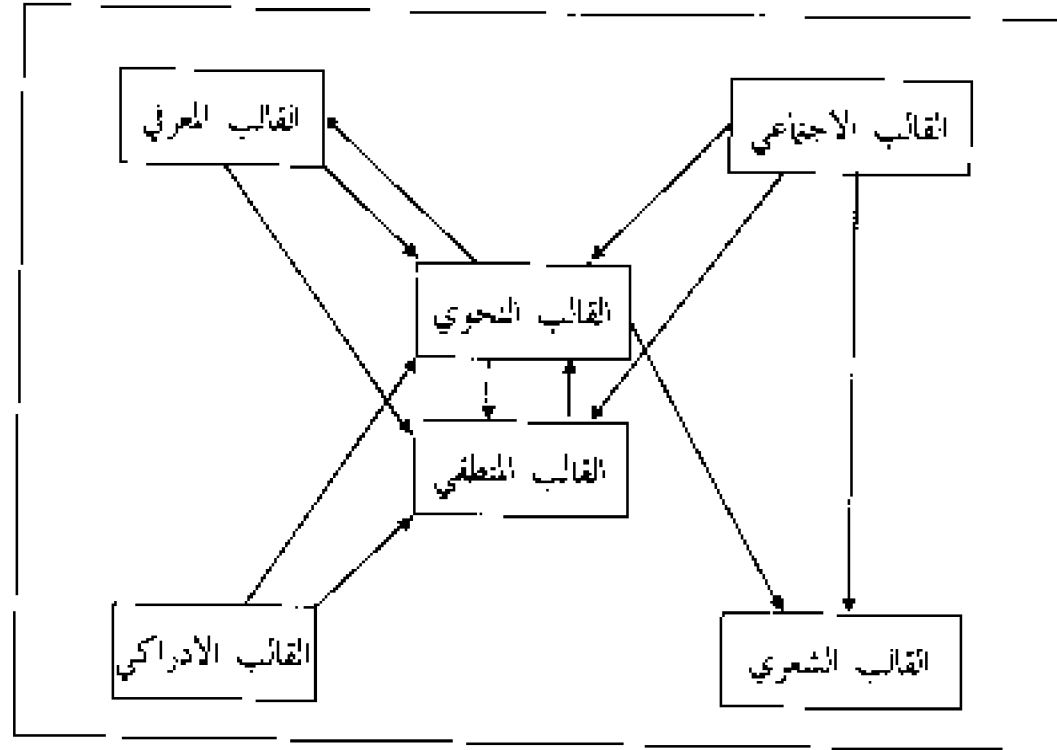 القالب الاجتماعي
القالب المعرفي
القالب النحوي
القالب المنطقي
القالب الشعري
القالب الادراكي